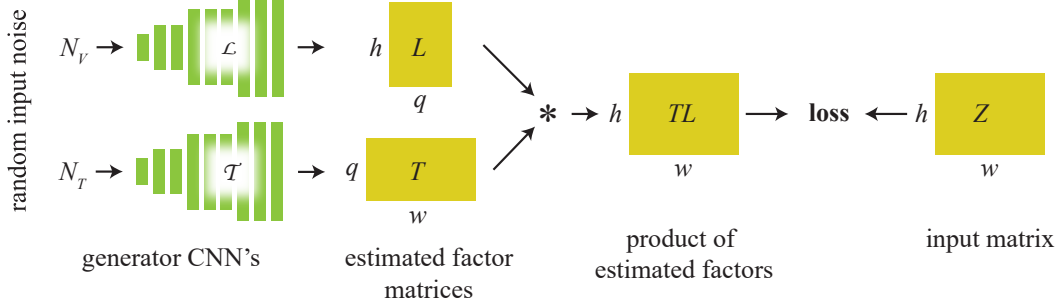 random input noise
N_V
ℒ
h
L
q
N_T
𝒯
q
T
w
*
h
TL
w
loss
h
Z
w
generator CNN's
estimated factor
matrices
product of
estimated factors
input matrix